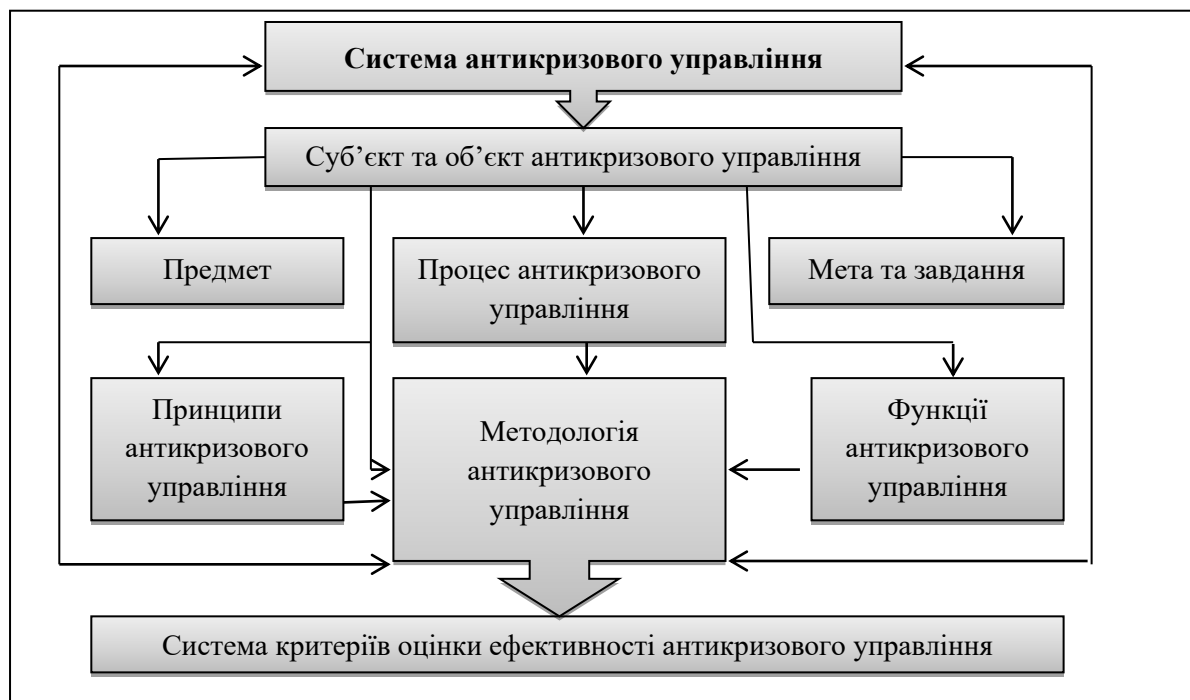 Система антикризового управління
Суб’єкт та об’єкт антикризового управління
Предмет
Процес антикризового
управління
Мета та завдання
Принципи
антикризового
управління
Методологія
антикризового
управління
Функції
антикризового
управління
Система критеріїв оцінки ефективності антикризового управління